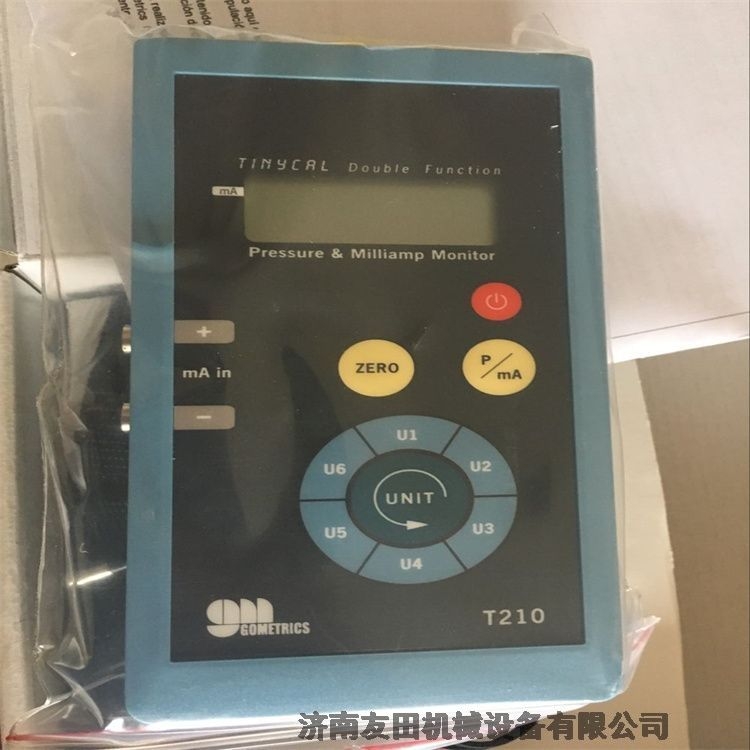 TINYCAL Double Function
mA
Pressure & Milliamp Monitor
+
mA in
−
ZERO
P/mA
U1
U2
U3
U4
U5
U6
UNIT
gm
GOMETRICS
T210
济南友田机械设备有限公司